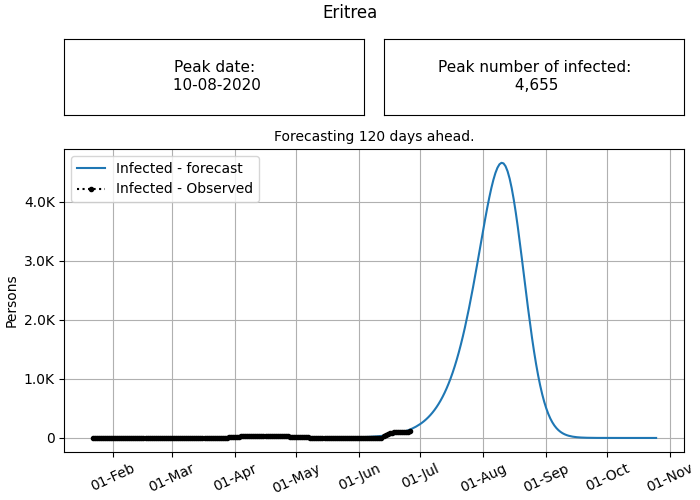 Eritrea
Peak date:
10-08-2020
Peak number of infected:
4,655
Forecasting 120 days ahead.
Infected - forecast
Infected - Observed
Persons
4.0K
3.0K
2.0K
1.0K
0
01-Feb
01-Mar
01-Apr
01-May
01-Jun
01-Jul
01-Aug
01-Sep
01-Oct
01-Nov